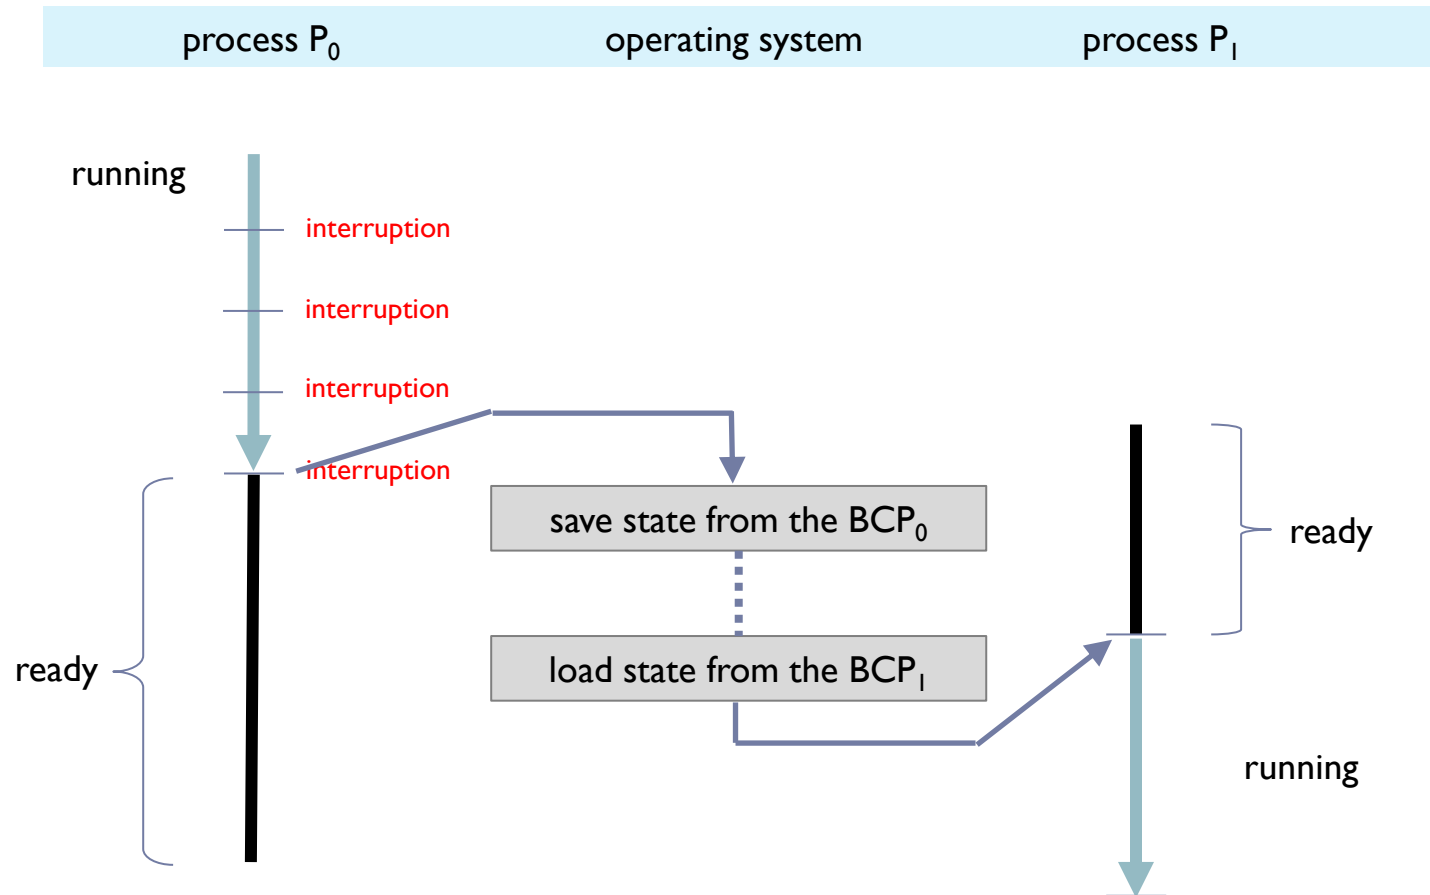 process P0 operating system process P1
running
interruption
interruption
interruption
interruption
save state from the BCP0
ready
load state from the BCP1
ready
running